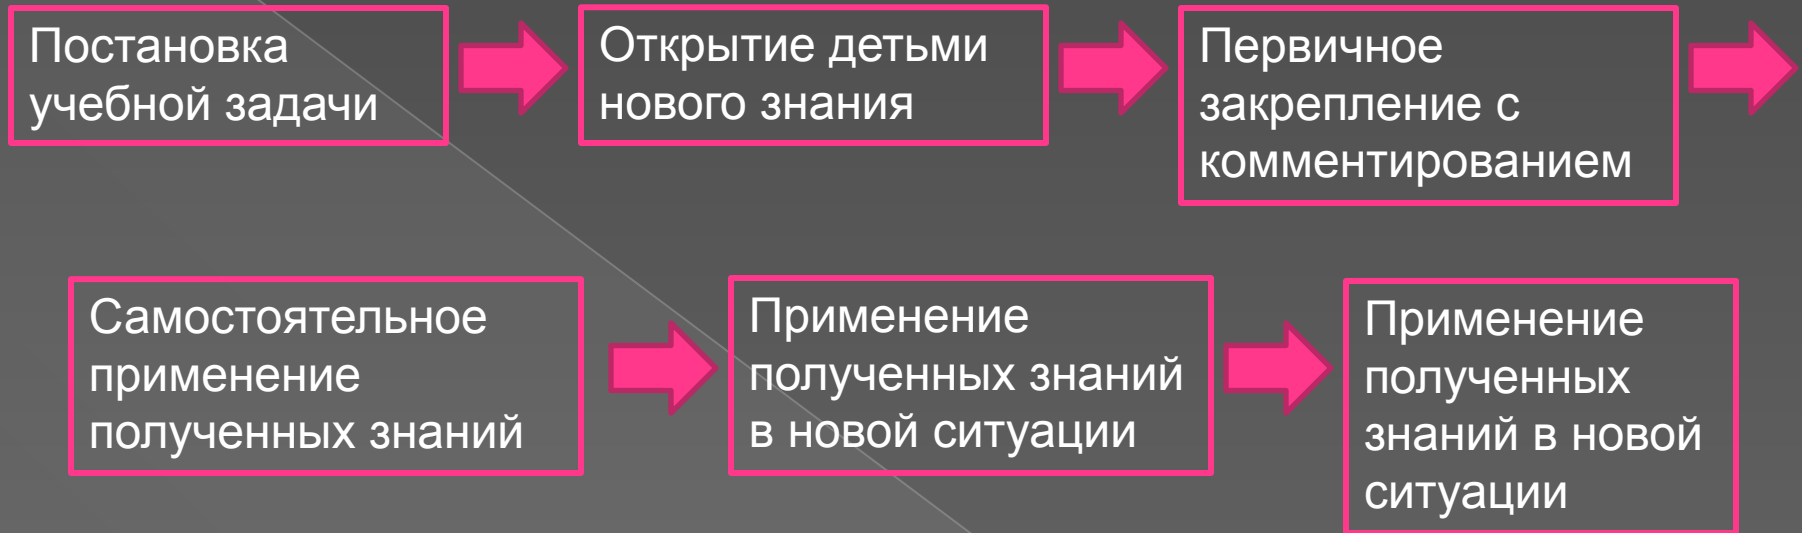 Постановка
учебной задачи
Открытие детьми
нового знания
Первичное
закрепление с
комментированием
Самостоятельное
применение
полученных знаний
Применение
полученных знаний
в новой ситуации
Применение
полученных
знаний в новой
ситуации